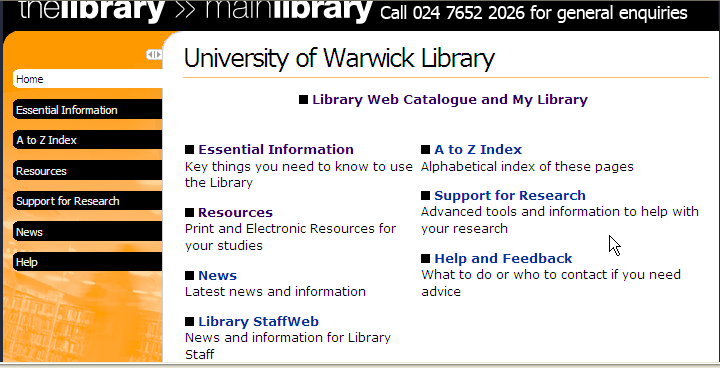 thelibrary >> mainlibrary Call 024 7652 2026 for general enquiries
Home
Essential Information
A to Z Index
Resources
Support for Research
News
Help
University of Warwick Library
Library Web Catalogue and My Library
Essential Information
Key things you need to know to use
the Library
Resources
Print and Electronic Resources for
your studies
News
Latest news and information
Library StaffWeb
News and information for Library
Staff
A to Z Index
Alphabetical index of these pages
Support for Research
Advanced tools and information to help with
your research
Help and Feedback
What to do or who to contact if you need
advice